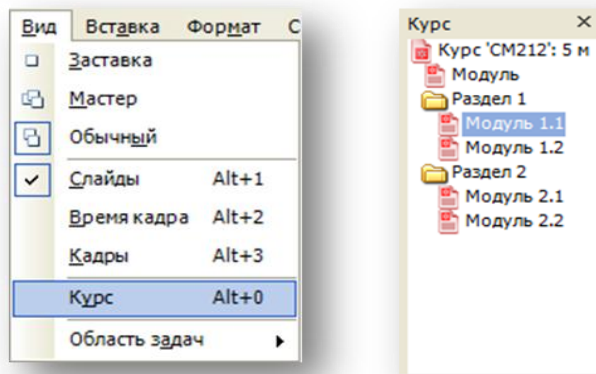 Вид Вставка Формат С
Заставка
Мастер
Обычный
Слайды Alt+1
Время кадра Alt+2
Кадры Alt+3
Курс Alt+0
Область задач
Курс ×
Курс 'СМ212': 5 м
Модуль
Раздел 1
Модуль 1.1
Модуль 1.2
Раздел 2
Модуль 2.1
Модуль 2.2